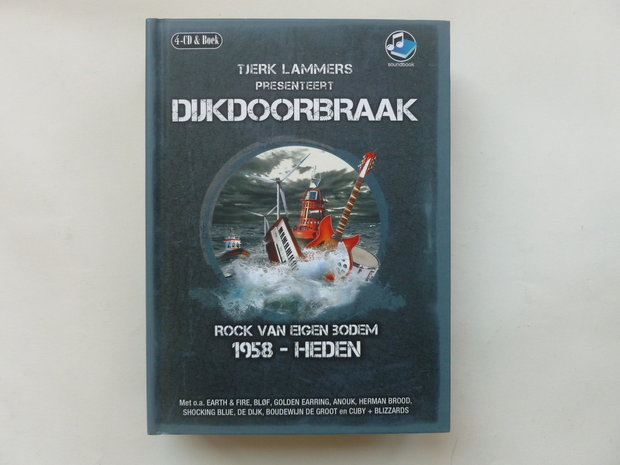 4-CD & Boek
soundbook
TJERK LAMMERS
PRESENTEERT
DIJKDOORBRAAK
ROCK VAN EIGEN BODEM
1958 - HEDEN
Met o.a. EARTH & FIRE, BLØF, GOLDEN EARRING, ANOUK, HERMAN BROOD,
SHOCKING BLUE, DE DIJK, BOUDEWIJN DE GROOT en CUBY + BLIZZARDS